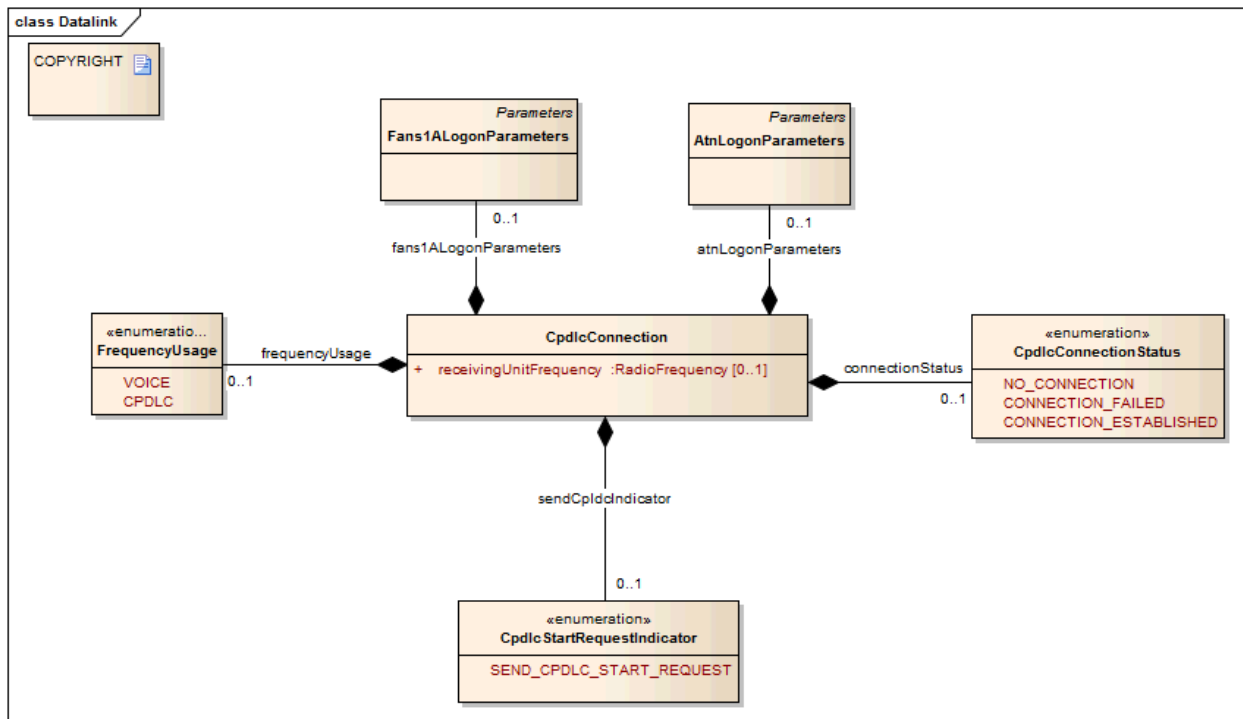 class Datalink
COPYRIGHT
Parameters
Fans1ALogonParameters
Parameters
AtnLogonParameters
0..1
0..1
fans1ALogonParameters
atnLogonParameters
«enumeratio...
FrequencyUsage
VOICE
CPDLC
frequencyUsage
0..1
CpdlcConnection
+ receivingUnitFrequency :RadioFrequency [0..1]
connectionStatus
0..1
«enumeration»
CpdlcConnectionStatus
NO_CONNECTION
CONNECTION_FAILED
CONNECTION_ESTABLISHED
sendCpldcIndicator
0..1
«enumeration»
CpdlcStartRequestIndicator
SEND_CPDLC_START_REQUEST